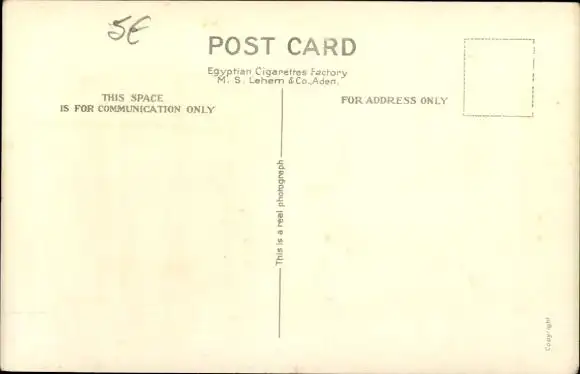 5€
POST CARD
Egyptian Cigarettes Factory
M. S. Lehem & Co., Aden.
THIS SPACE
IS FOR COMMUNICATION ONLY
FOR ADDRESS ONLY
This is a real photograph
Copyright